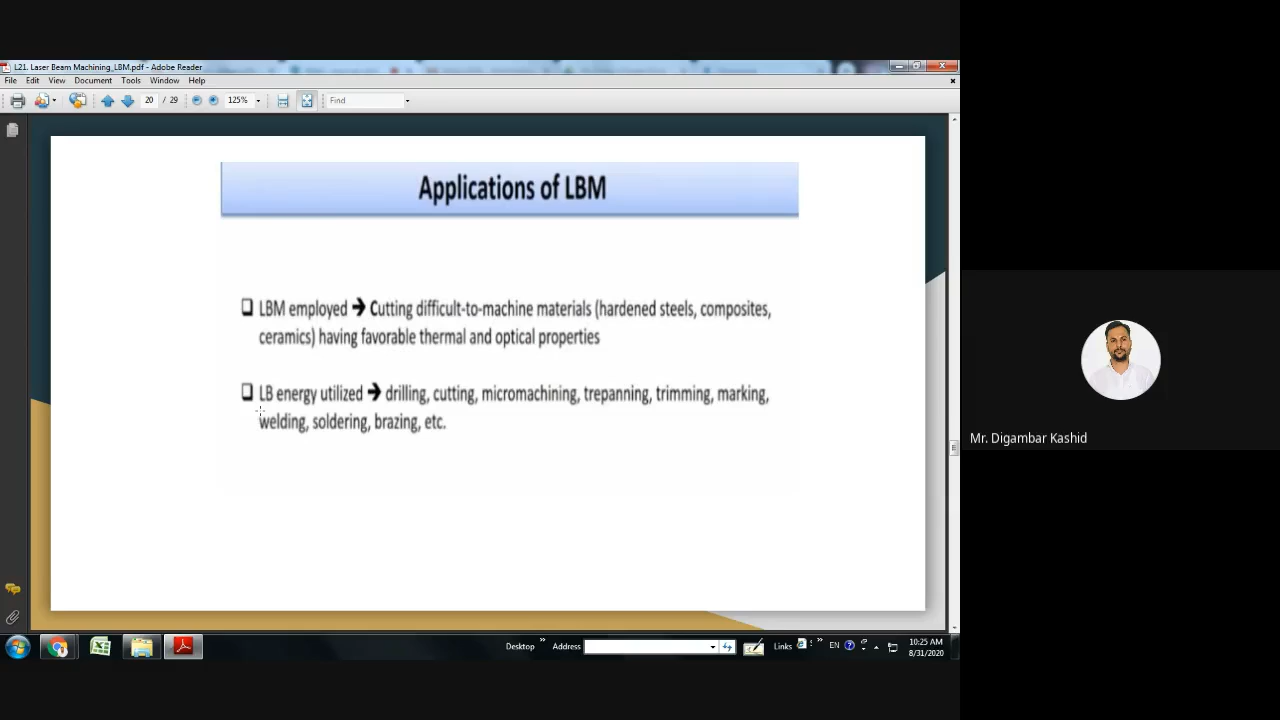 L21. Laser Beam Machining_LBM.pdf - Adobe Reader
File Edit View Document Tools Window Help
20 / 29 125% Find
Applications of LBM
LBM employed ➔ Cutting difficult-to-machine materials (hardened steels, composites,
ceramics) having favorable thermal and optical properties
LB energy utilized ➔ drilling, cutting, micromachining, trepanning, trimming, marking,
welding, soldering, brazing, etc.
Mr. Digambar Kashid
Desktop » Address Links » EN 10:25 AM
8/31/2020